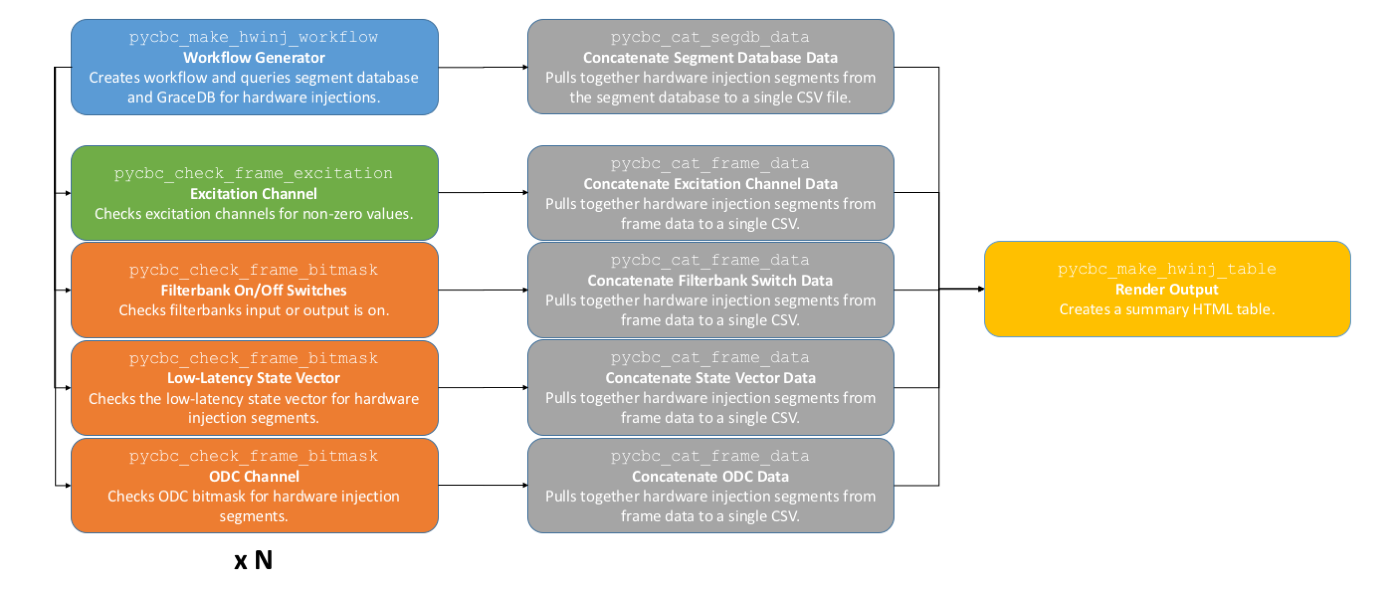 pycbc_make_hwinj_workflow
Workflow Generator
Creates workflow and queries segment database
and GraceDB for hardware injections.
pycbc_cat_segdb_data
Concatenate Segment Database Data
Pulls together hardware injection segments from
the segment database to a single CSV file.
pycbc_check_frame_excitation
Excitation Channel
Checks excitation channels for non-zero values.
pycbc_cat_frame_data
Concatenate Excitation Channel Data
Pulls together hardware injection segments from
frame data to a single CSV.
pycbc_check_frame_bitmask
Filterbank On/Off Switches
Checks filterbanks input or output is on.
pycbc_cat_frame_data
Concatenate Filterbank Switch Data
Pulls together hardware injection segments from
frame data to a single CSV.
pycbc_make_hwinj_table
Render Output
Creates a summary HTML table.
pycbc_check_frame_bitmask
Low-Latency State Vector
Checks the low-latency state vector for hardware
injection segments.
pycbc_cat_frame_data
Concatenate State Vector Data
Pulls together hardware injection segments from
frame data to a single CSV.
pycbc_check_frame_bitmask
ODC Channel
Checks ODC bitmask for hardware injection
segments.
pycbc_cat_frame_data
Concatenate ODC Data
Pulls together hardware injection segments from
frame data to a single CSV.
x N